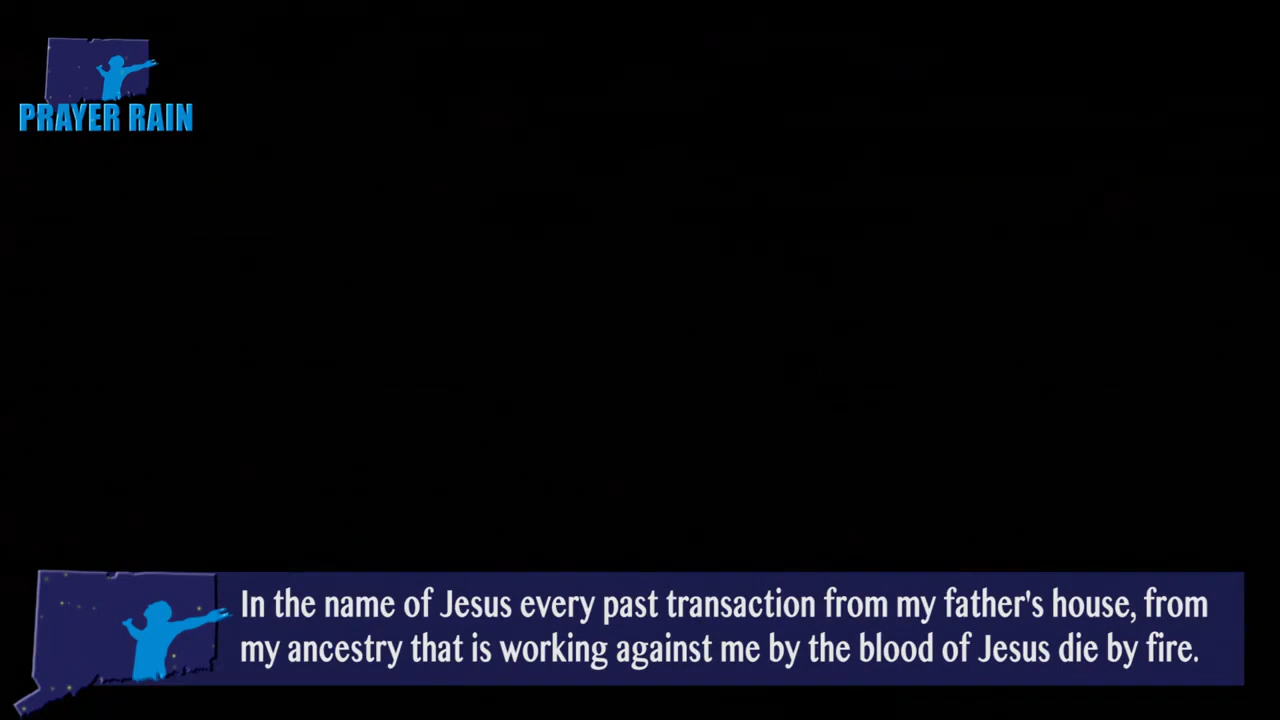 PRAYER RAIN
In the name of Jesus every past transaction from my father's house, from
my ancestry that is working against me by the blood of Jesus die by fire.